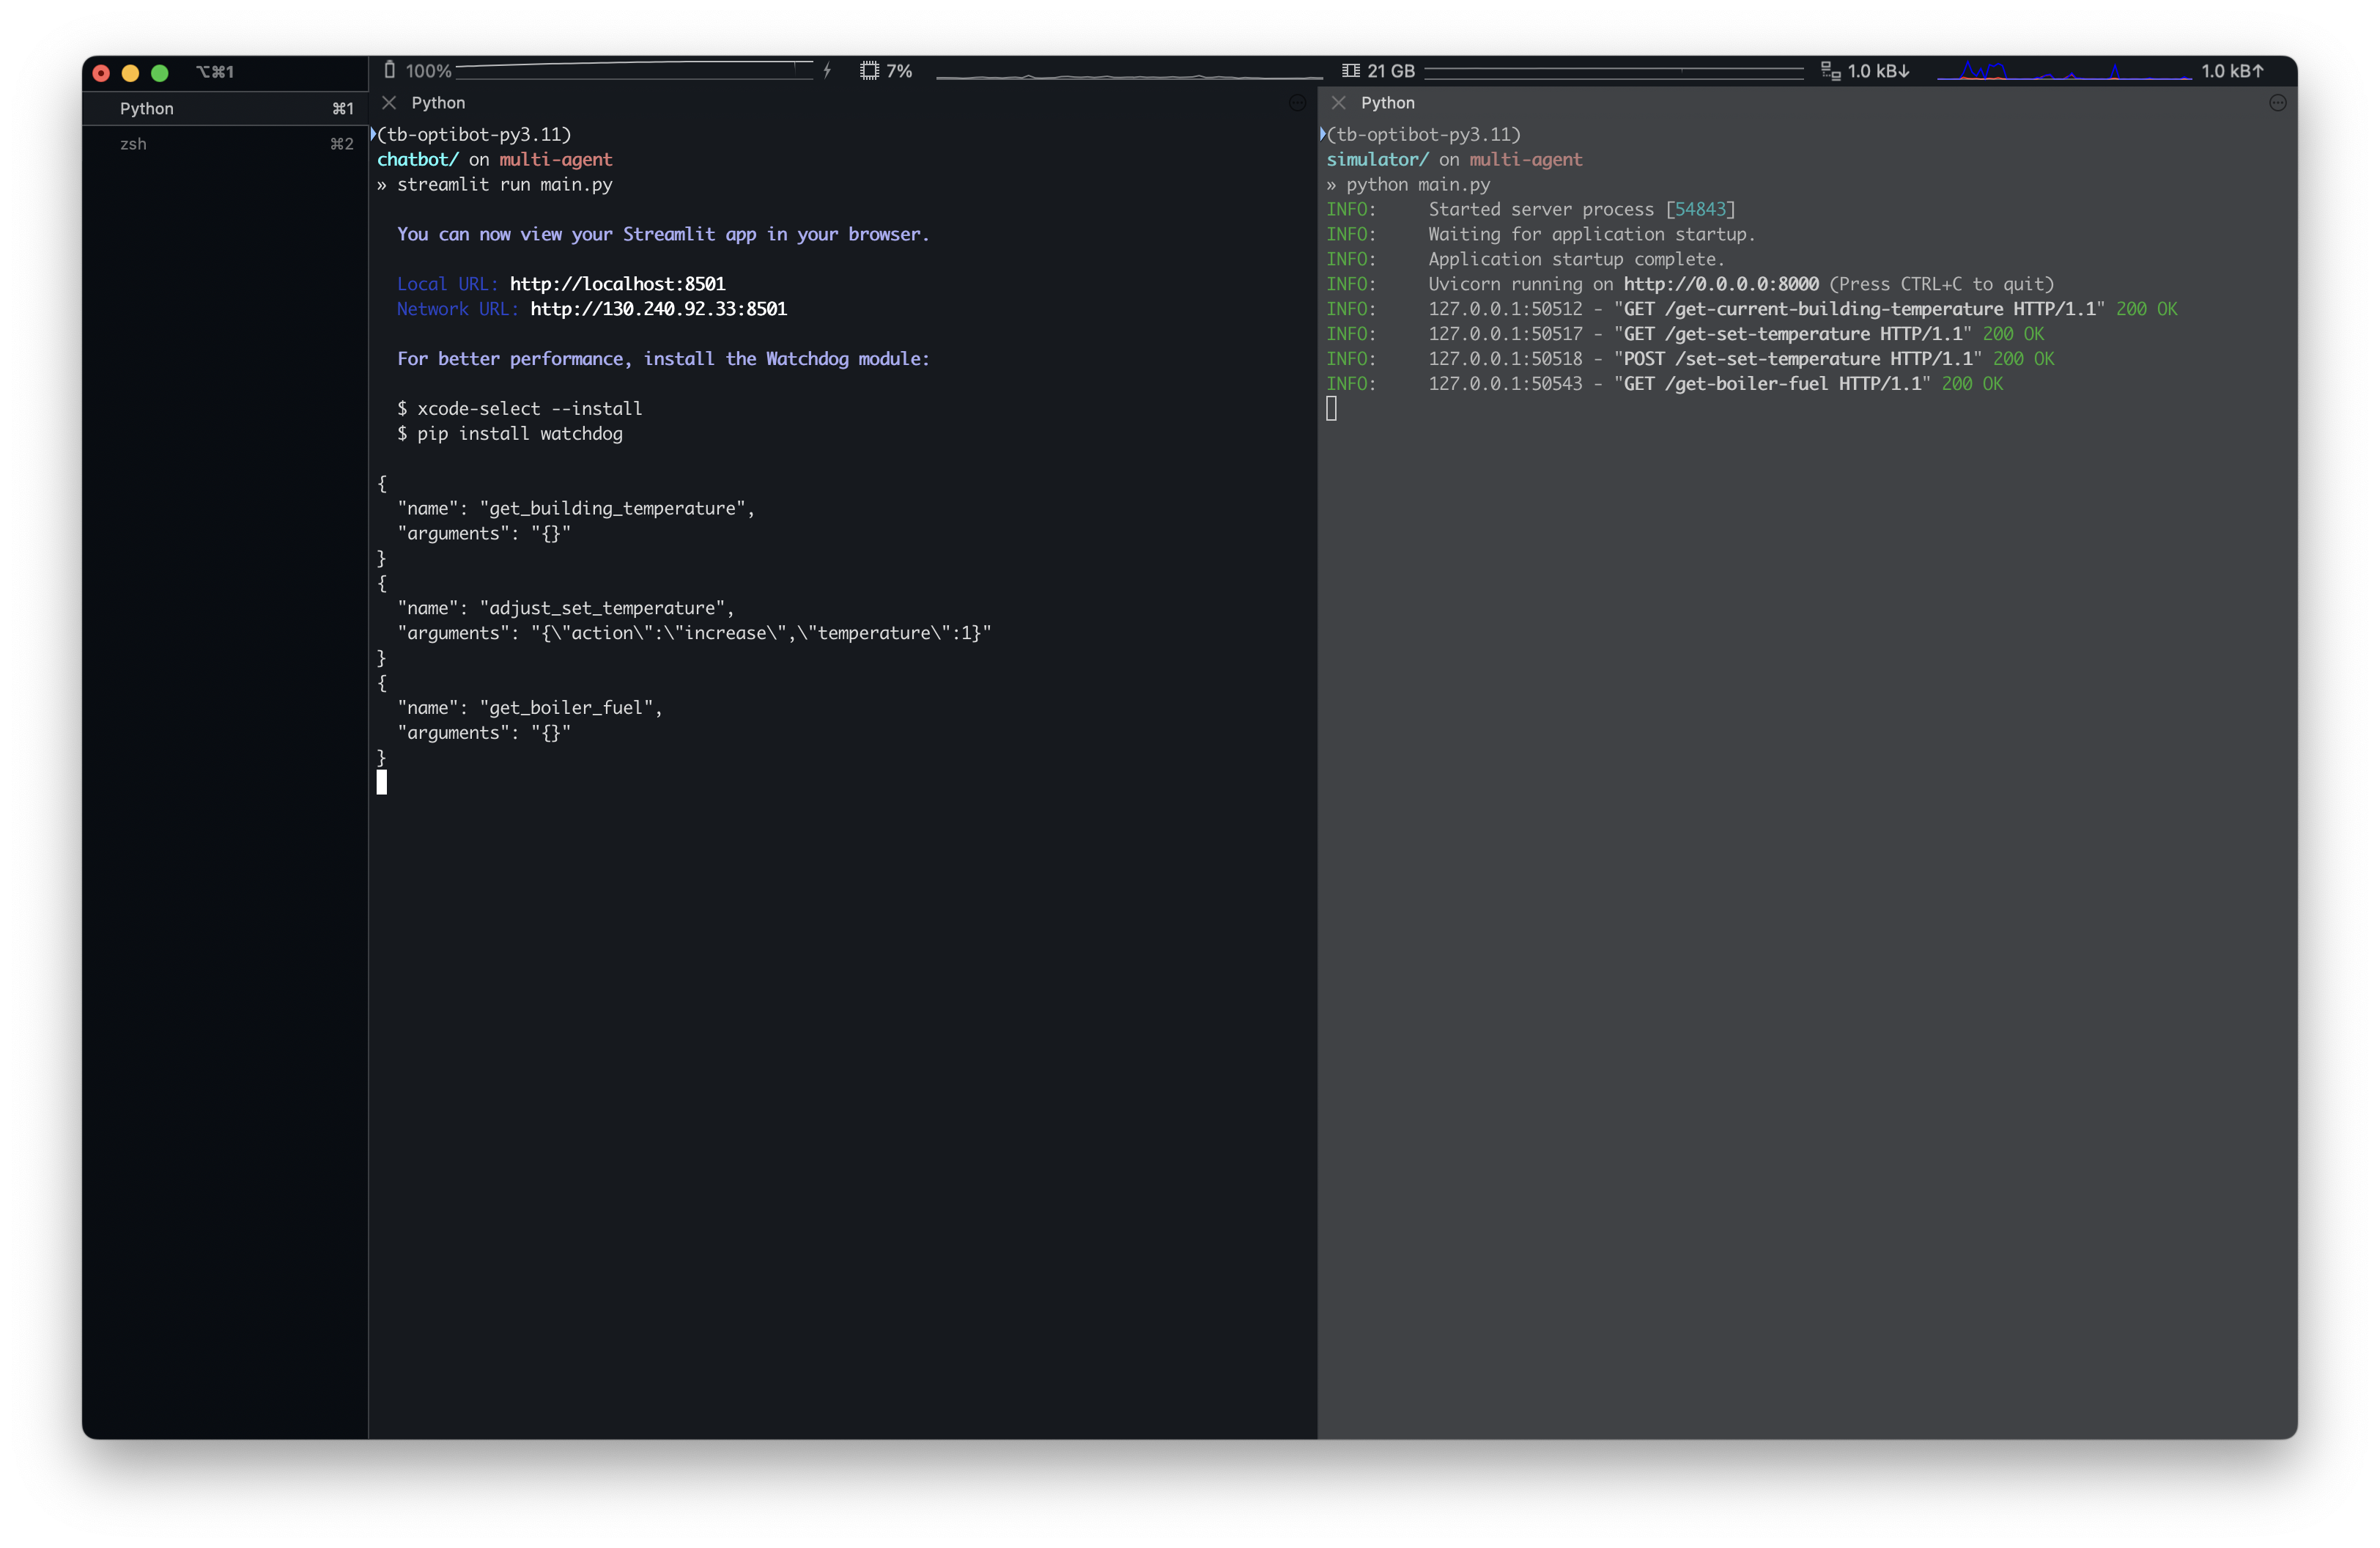 ⌥⌘1
100%
7%
21 GB
1.0 kB↓
1.0 kB↑
Python ⌘1
zsh ⌘2
Python
(tb-optibot-py3.11)
chatbot/ on multi-agent
» streamlit run main.py
You can now view your Streamlit app in your browser.
Local URL: http://localhost:8501
Network URL: http://130.240.92.33:8501
For better performance, install the Watchdog module:
$ xcode-select --install
$ pip install watchdog
{
"name": "get_building_temperature",
"arguments": "{}"
}
{
"name": "adjust_set_temperature",
"arguments": "{\"action\":\"increase\",\"temperature\":1}"
}
{
"name": "get_boiler_fuel",
"arguments": "{}"
}
Python
(tb-optibot-py3.11)
simulator/ on multi-agent
» python main.py
INFO:     Started server process [54843]
INFO:     Waiting for application startup.
INFO:     Application startup complete.
INFO:     Uvicorn running on http://0.0.0.0:8000 (Press CTRL+C to quit)
INFO:     127.0.0.1:50512 - "GET /get-current-building-temperature HTTP/1.1" 200 OK
INFO:     127.0.0.1:50517 - "GET /get-set-temperature HTTP/1.1" 200 OK
INFO:     127.0.0.1:50518 - "POST /set-set-temperature HTTP/1.1" 200 OK
INFO:     127.0.0.1:50543 - "GET /get-boiler-fuel HTTP/1.1" 200 OK